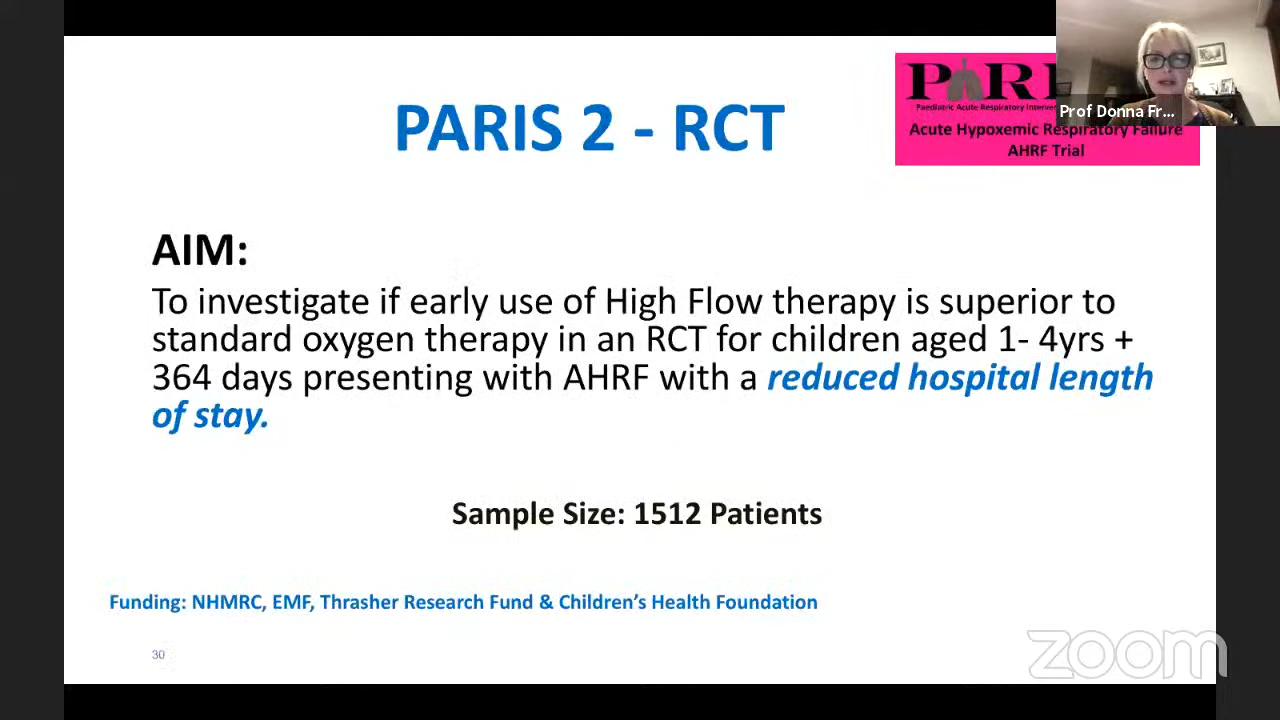 PARIS 2 - RCT
PARI
Paediatric Acute Respiratory
Acute Hypoxemic Respiratory Failure
AHRF Trial
Prof Donna Fr...
AIM:
To investigate if early use of High Flow therapy is superior to
standard oxygen therapy in an RCT for children aged 1- 4yrs +
364 days presenting with AHRF with a reduced hospital length
of stay.
Sample Size: 1512 Patients
Funding: NHMRC, EMF, Thrasher Research Fund & Children's Health Foundation
30
zoom